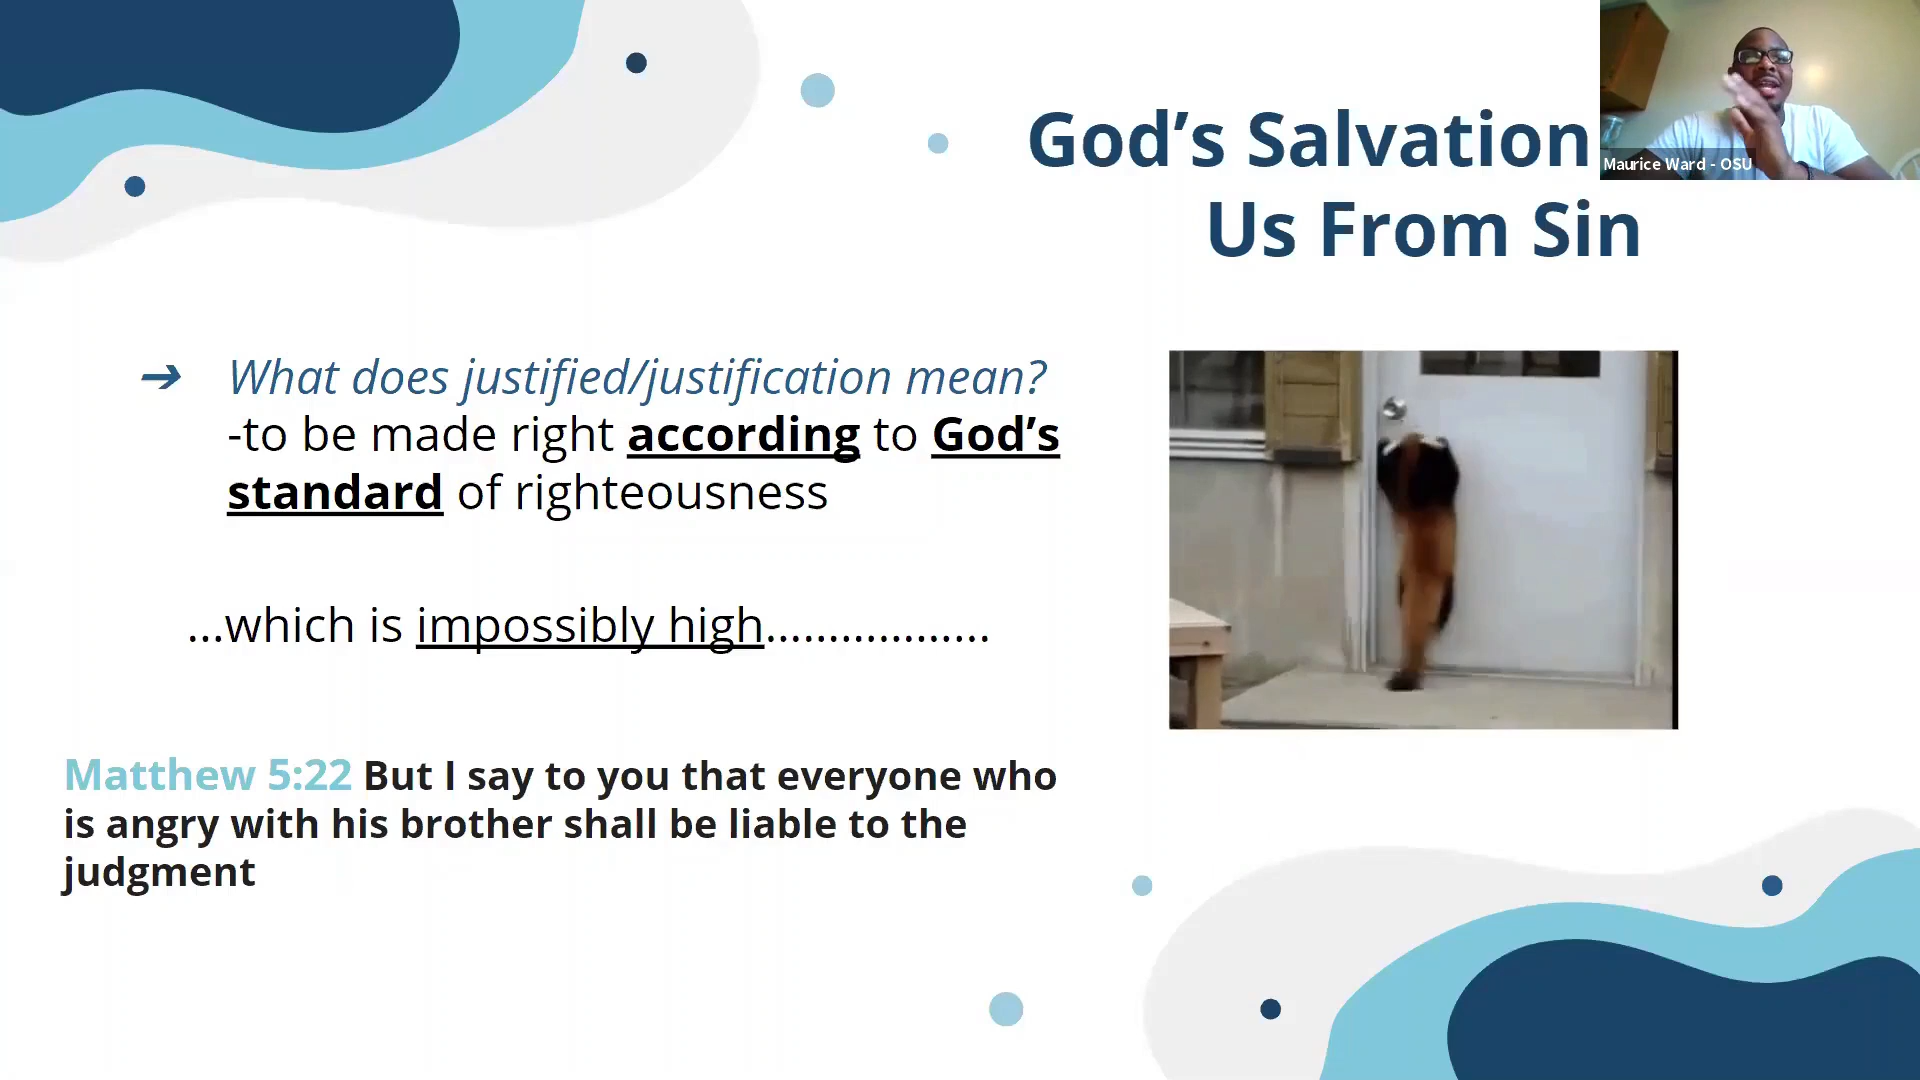 God’s Salvation
Us From Sin
Maurice Ward - OSU
➔ What does justified/justification mean?
-to be made right according to God’s
standard of righteousness
...which is impossibly high..................
Matthew 5:22 But I say to you that everyone who
is angry with his brother shall be liable to the
judgment